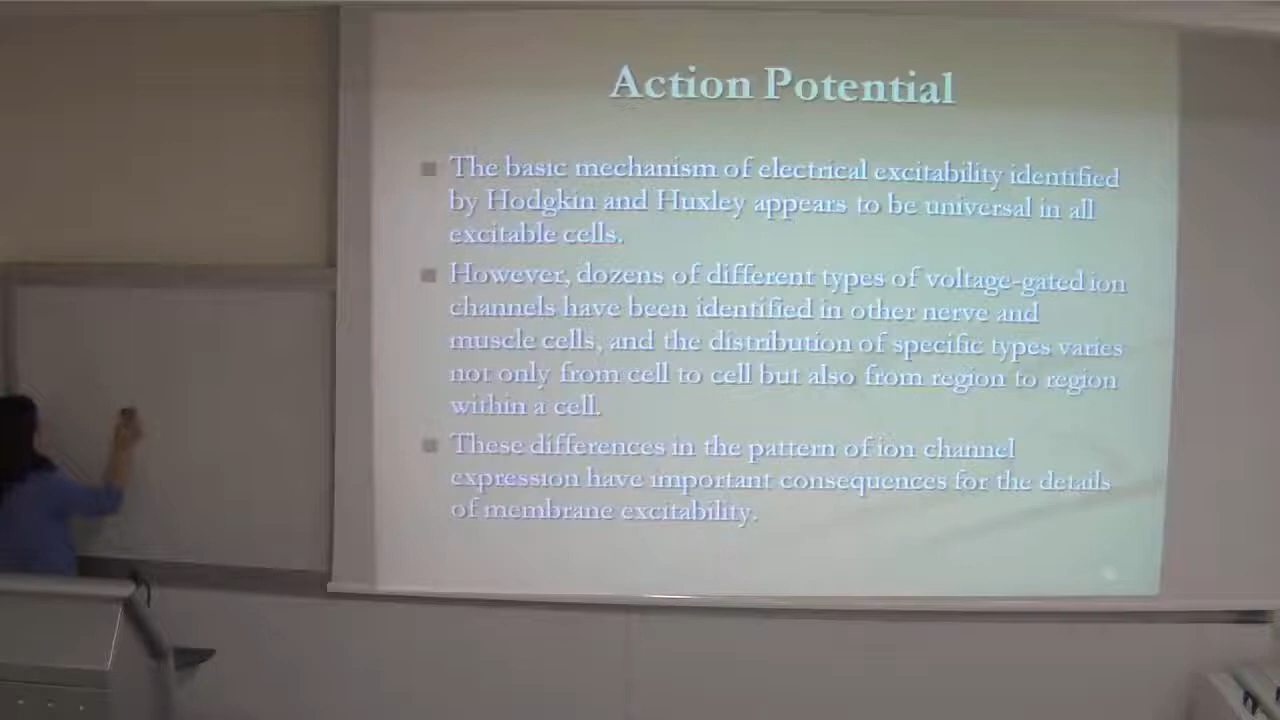 Action Potential
The basic mechanism of electrical excitability identified
by Hodgkin and Huxley appears to be universal in all
excitable cells.
However, dozens of different types of voltage-gated ion
channels have been identified in other nerve and
muscle cells, and the distribution of specific types varies
not only from cell to cell but also from region to region
within a cell.
These differences in the pattern of ion channel
expression have important consequences for the details
of membrane excitability.